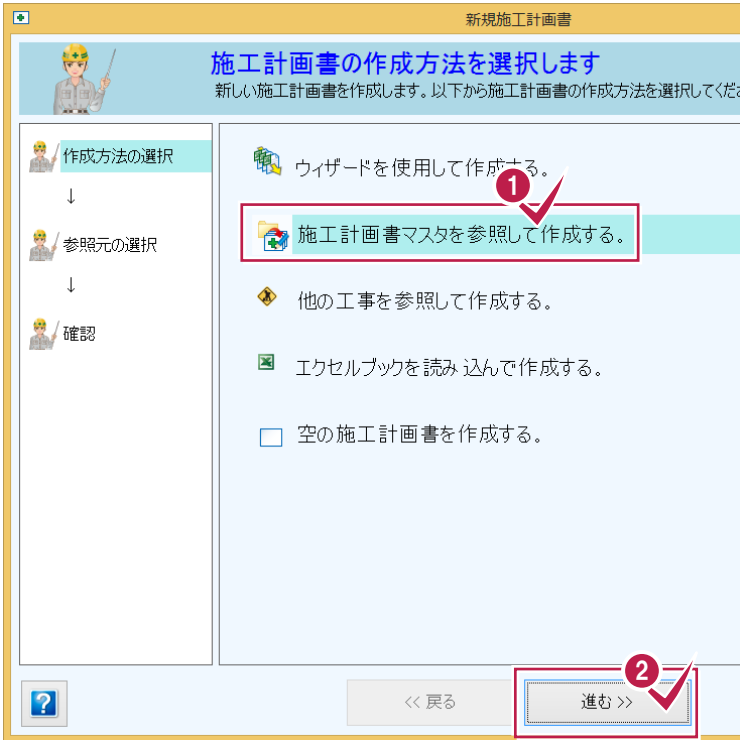 新規施工計画書
施工計画書の作成方法を選択します
新しい施工計画書を作成します。以下から施工計画書の作成方法を選択してくだ
作成方法の選択
↓
参照元の選択
↓
確認
ウィザードを使用して作成する。
1
施工計画書マスタを参照して作成する。
他の工事を参照して作成する。
エクセルブックを読み込んで作成する。
空の施工計画書を作成する。
?
<< 戻る
進む >>
2